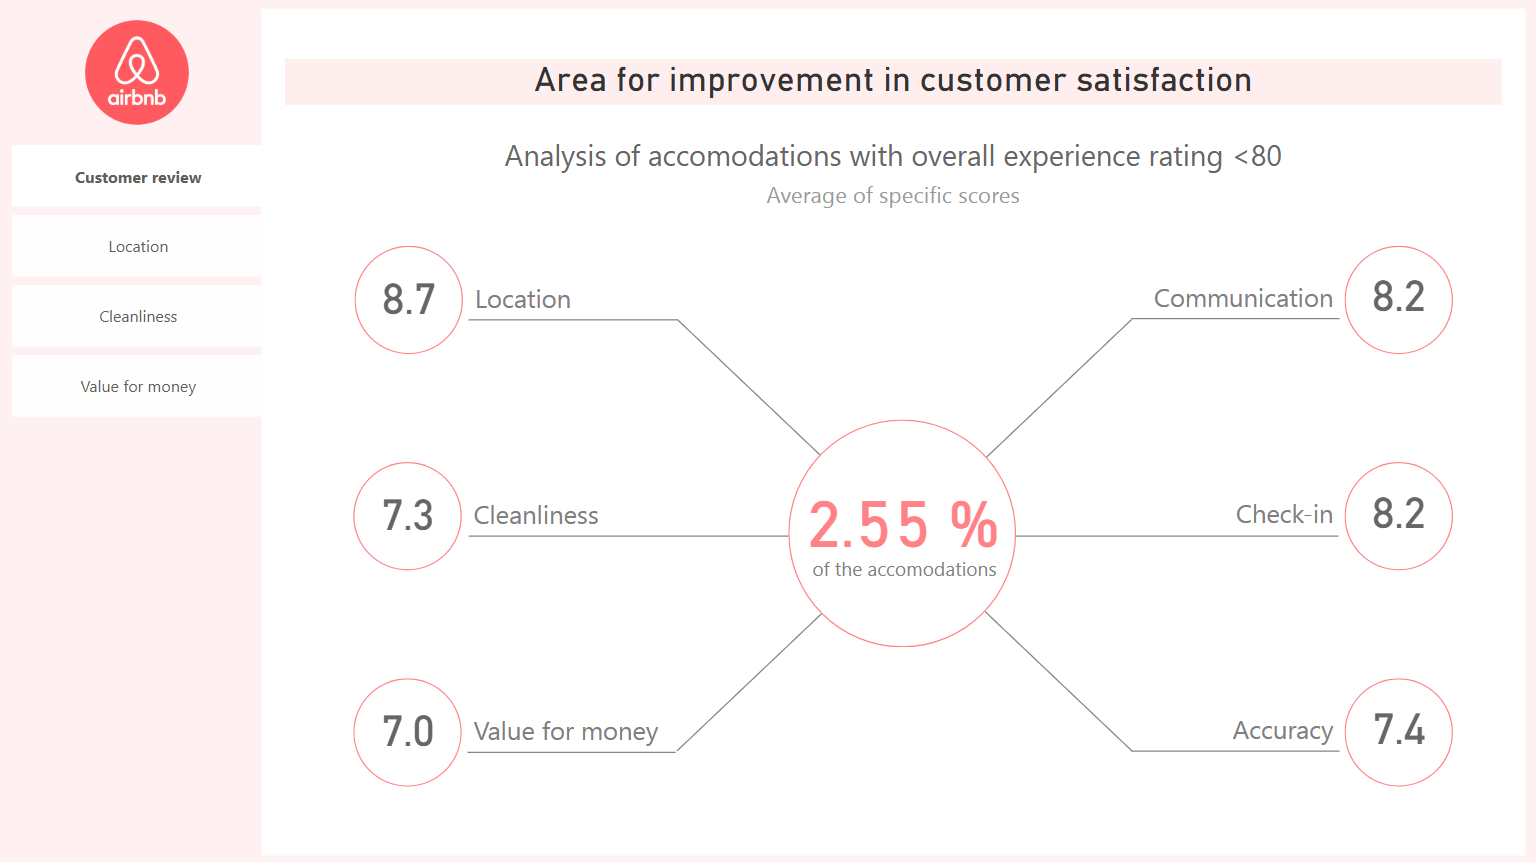 airbnb
Customer review
Location
Cleanliness
Value for money
Area for improvement in customer satisfaction
Analysis of accomodations with overall experience rating <80
Average of specific scores
8.7 Location
Communication 8.2
7.3 Cleanliness
2.55 %
of the accomodations
Check-in 8.2
7.0 Value for money
Accuracy 7.4